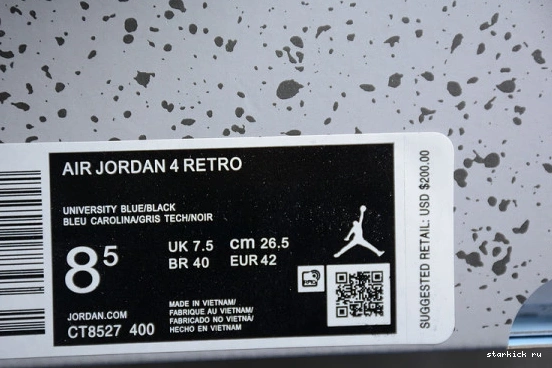 AIR JORDAN 4 RETRO
UNIVERSITY BLUE/BLACK
BLEU CAROLINA/GRIS TECH/NOIR
8⁵
UK 7.5 cm 26.5
BR 40 EUR 42
JORDAN.COM
CT8527 400
MADE IN VIETNAM/
FABRIQUE AU VIETNAM/
FABRICADO NO VIETNÃ/
HECHO EN VIETNAM
SUGGESTED RETAIL: USD $200.00
starkick ru